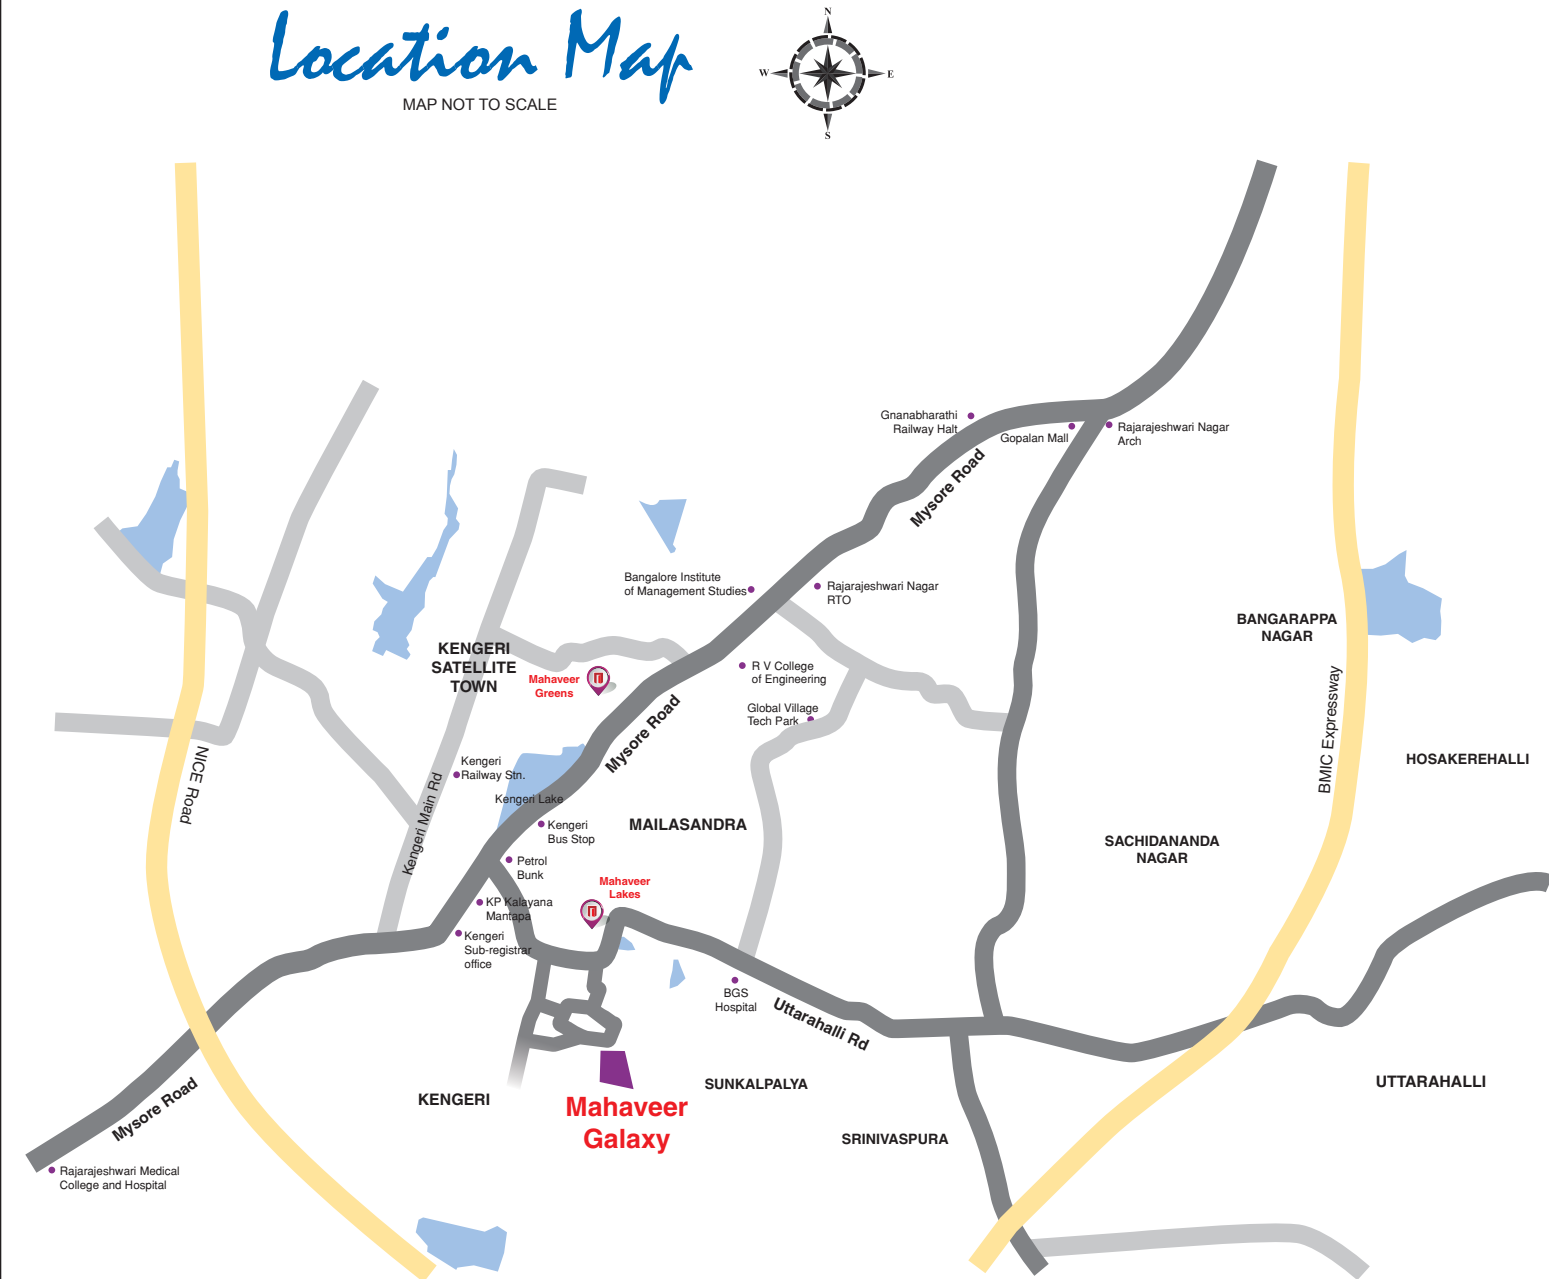 Location Map
MAP NOT TO SCALE
N
W
E
S
Gnanabharathi
Railway Halt
Gopalan Mall
Rajarajeshwari Nagar
Arch
Mysore Road
Bangalore Institute
of Management Studies
Rajarajeshwari Nagar
RTO
BANGARAPPA
NAGAR
KENGERI
SATELLITE
TOWN
Mahaveer
Greens
R V College
of Engineering
Global Village
Tech Park
Mysore Road
NICE Road
BMIC Expressway
HOSAKEREHALLI
Kengeri
Railway Stn.
Kengeri Main Rd
Kengeri Lake
Kengeri
Bus Stop
MAILASANDRA
SACHIDANANDA
NAGAR
Petrol
Bunk
Mahaveer
Lakes
KP Kalayana
Mantapa
Kengeri
Sub-registrar
office
BGS
Hospital
Uttarahalli Rd
KENGERI
SUNKALPALYA
UTTARAHALLI
Mahaveer
Galaxy
SRINIVASPURA
Mysore Road
Rajarajeshwari Medical
College and Hospital